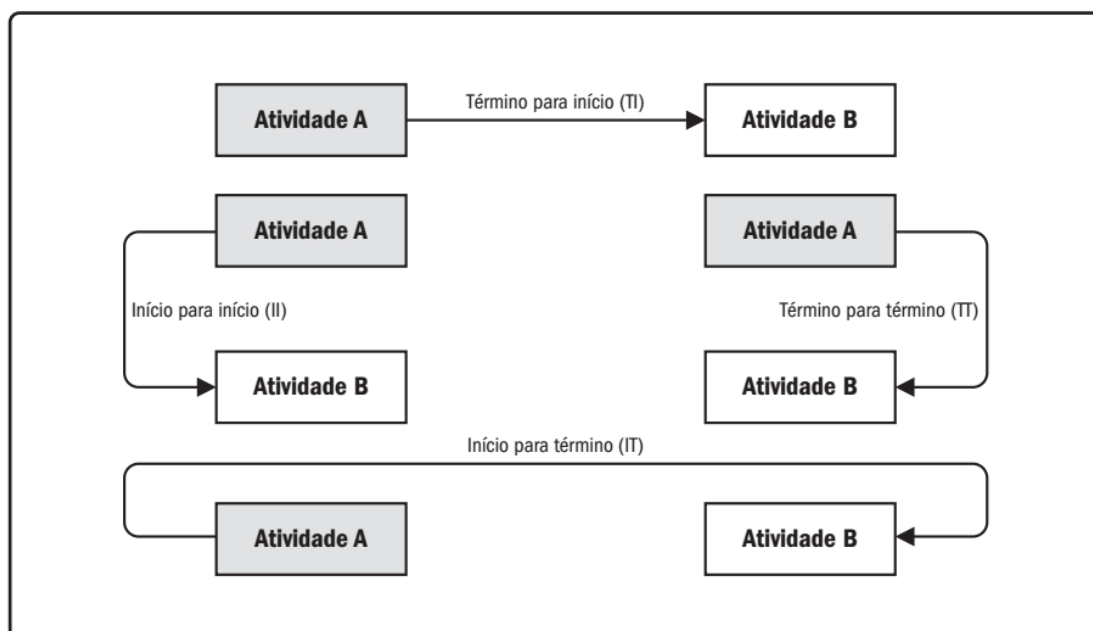 Atividade A
Término para início (TI)
Atividade B
Atividade A
Atividade A
Início para início (II)
Término para término (TT)
Atividade B
Atividade B
Início para término (IT)
Atividade A
Atividade B